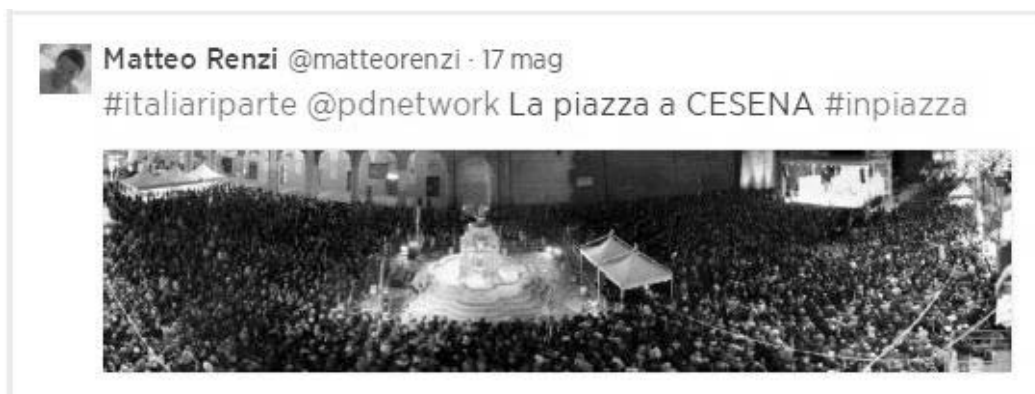 Matteo Renzi @matteorenzi · 17 mag
#italiariparte @pdnetwork La piazza a CESENA #inpiazza